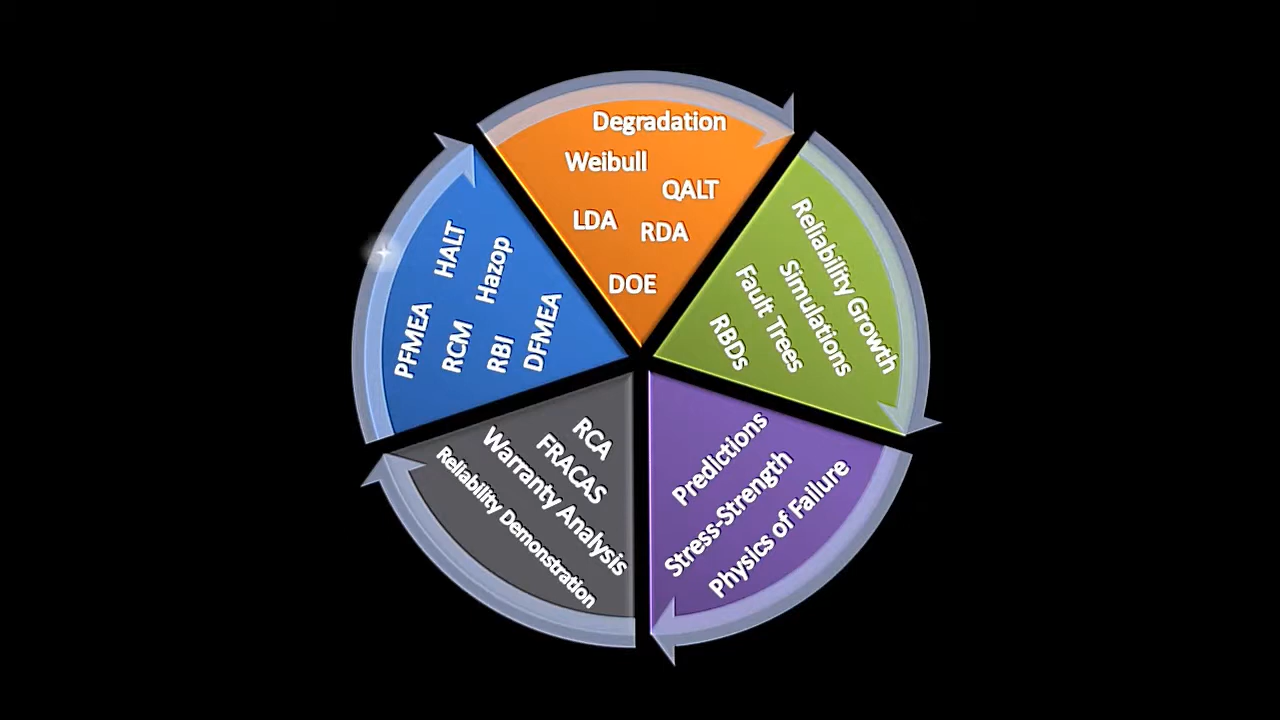 Degradation
Weibull
QALT
LDA
RDA
DOE
Reliability Growth
Simulations
Fault Trees
RBDs
Predictions
Stress-Strength
Physics of Failure
RCA
FRACAS
Warranty Analysis
Reliability Demonstration
PFMEA
HALT
RCM
Hazop
RBI
DFMEA